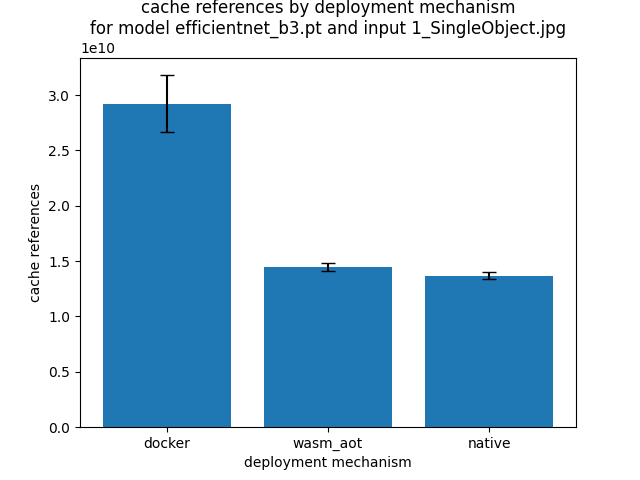 cache references by deployment mechanism
for model efficientnet_b3.pt and input 1_SingleObject.jpg
1e10
3.0
2.5
2.0
1.5
1.0
0.5
0.0
cache references
docker
wasm_aot
native
deployment mechanism